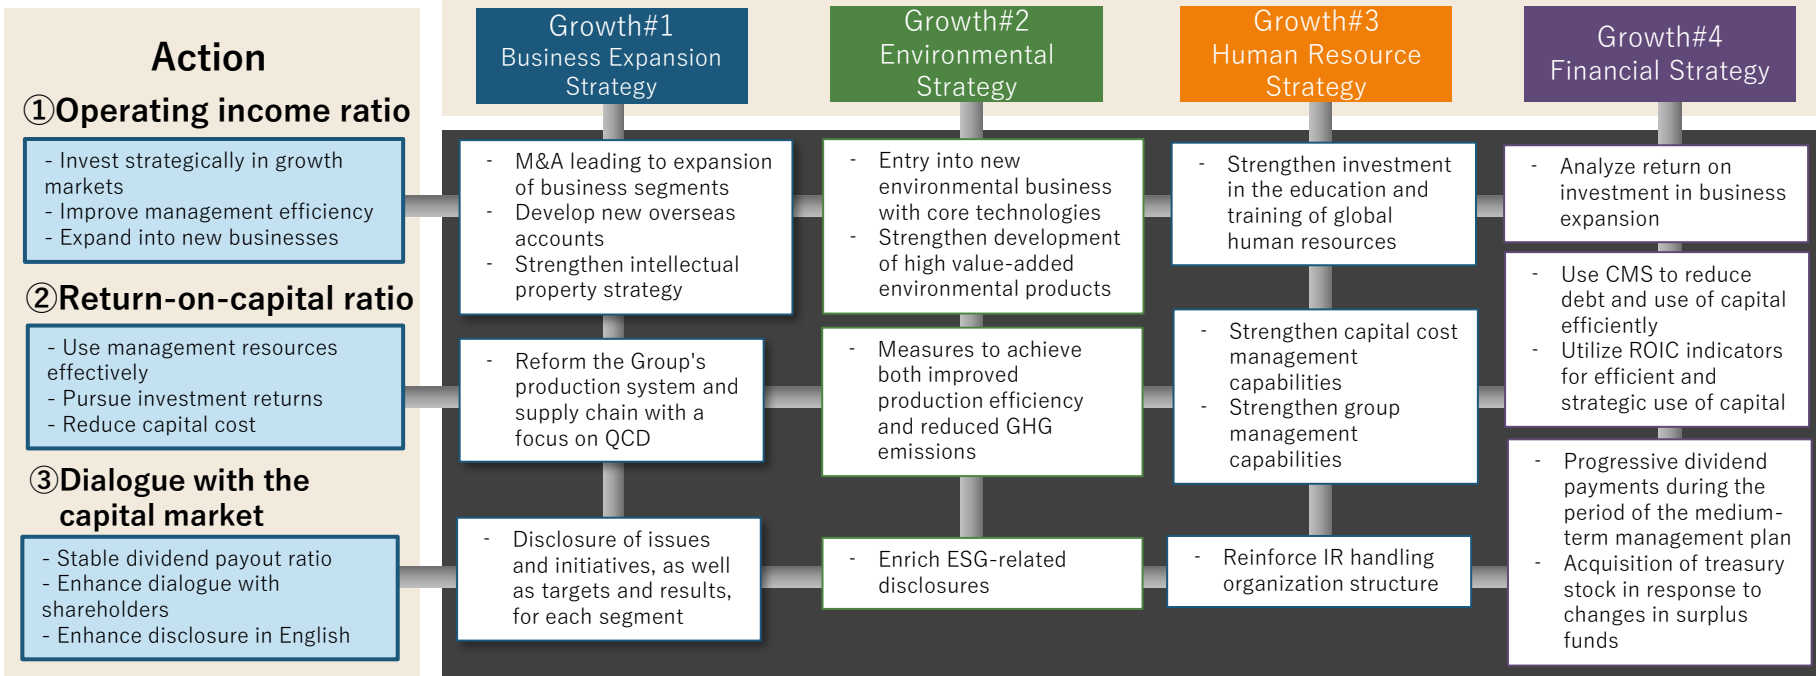 Action
①Operating income ratio
- Invest strategically in growth
markets
- Improve management efficiency
- Expand into new businesses
②Return-on-capital ratio
- Use management resources
effectively
- Pursue investment returns
- Reduce capital cost
③Dialogue with the
capital market
- Stable dividend payout ratio
- Enhance dialogue with
shareholders
- Enhance disclosure in English
Growth#1
Business Expansion
Strategy
- M&A leading to expansion
of business segments
- Develop new overseas
accounts
- Strengthen intellectual
property strategy
- Reform the Group's
production system and
supply chain with a
focus on QCD
- Disclosure of issues
and initiatives, as well
as targets and results,
for each segment
Growth#2
Environmental
Strategy
- Entry into new
environmental business
with core technologies
- Strengthen development
of high value-added
environmental products
- Measures to achieve
both improved
production efficiency
and reduced GHG
emissions
- Enrich ESG-related
disclosures
Growth#3
Human Resource
Strategy
- Strengthen investment
in the education and
training of global
human resources
- Strengthen capital cost
management
capabilities
- Strengthen group
management
capabilities
- Reinforce IR handling
organization structure
Growth#4
Financial Strategy
- Analyze return on
investment in business
expansion
- Use CMS to reduce
debt and use of capital
efficiently
- Utilize ROIC indicators
for efficient and
strategic use of capital
- Progressive dividend
payments during the
period of the medium-
term management plan
- Acquisition of treasury
stock in response to
changes in surplus
funds